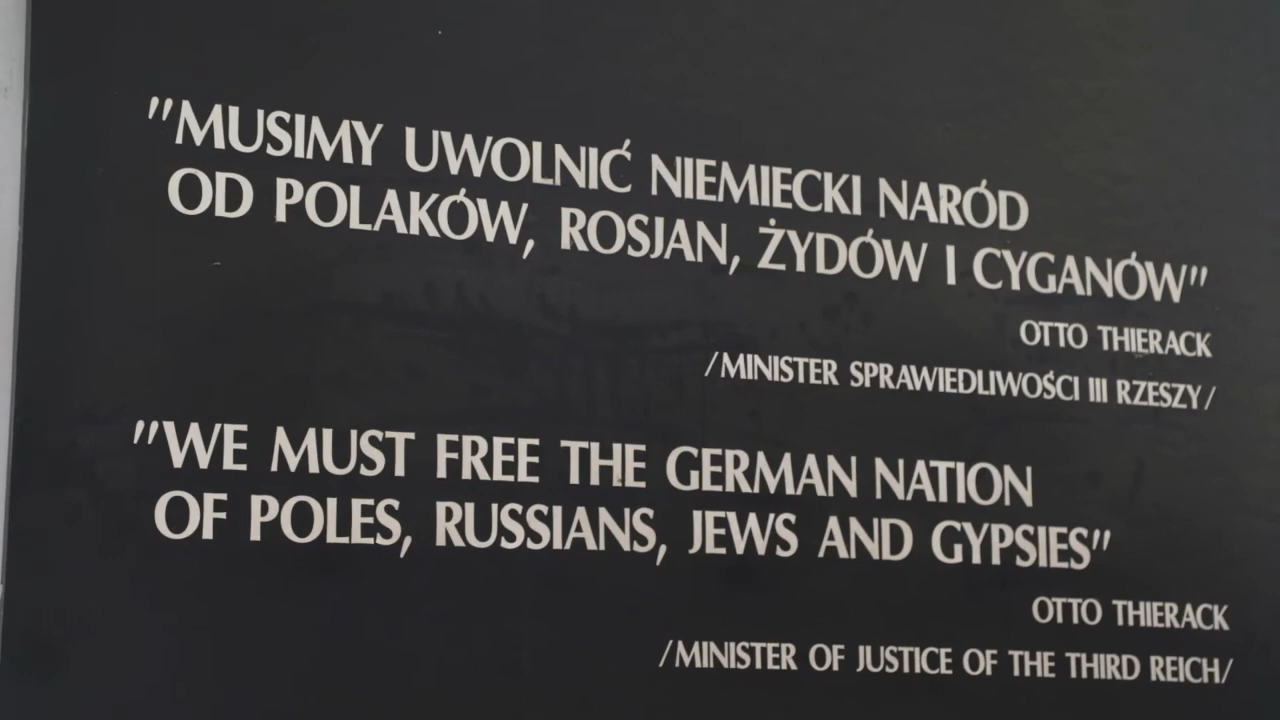 "MUSIMY UWOLNIĆ NIEMIECKI NARÓD
OD POLAKÓW, ROSJAN, ŻYDÓW I CYGANÓW"
OTTO THIERACK
/MINISTER SPRAWIEDLIWOŚCI III RZESZY/
"WE MUST FREE THE GERMAN NATION
OF POLES, RUSSIANS, JEWS AND GYPSIES"
OTTO THIERACK
/MINISTER OF JUSTICE OF THE THIRD REICH/